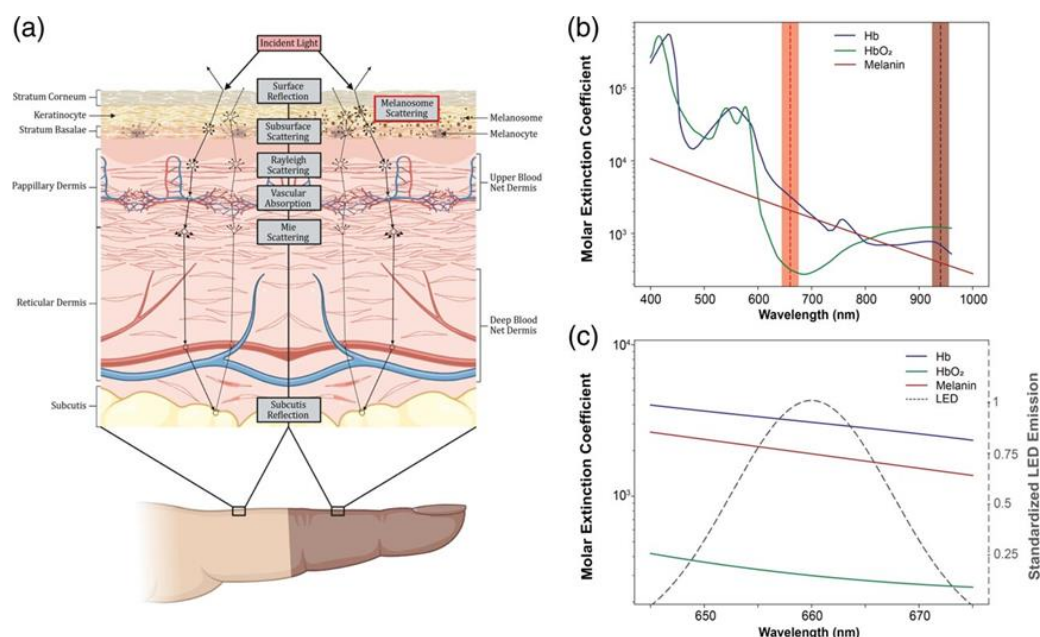 (a)
Incident Light
Stratum Corneum
Keratinocyte
Stratum Basalae
Pappillary Dermis
Reticular Dermis
Subcutis
Surface
Reflection
Melanosome
Scattering
Subsurface
Scattering
Rayleigh
Scattering
Vascular
Absorption
Mie
Scattering
Subcutis
Reflection
Melanosome
Melanocyte
Upper Blood
Net Dermis
Deep Blood
Net Dermis
(b)
Molar Extinction Coefficient
10⁵
10⁴
10³
Hb
HbO₂
Melanin
400
500
600
700
800
900
1000
Wavelength (nm)
(c)
Molar Extinction Coefficient
10⁴
10³
Hb
HbO₂
Melanin
LED
1
0.75
0.5
0.25
Standardized LED Emission
650
660
670
Wavelength (nm)